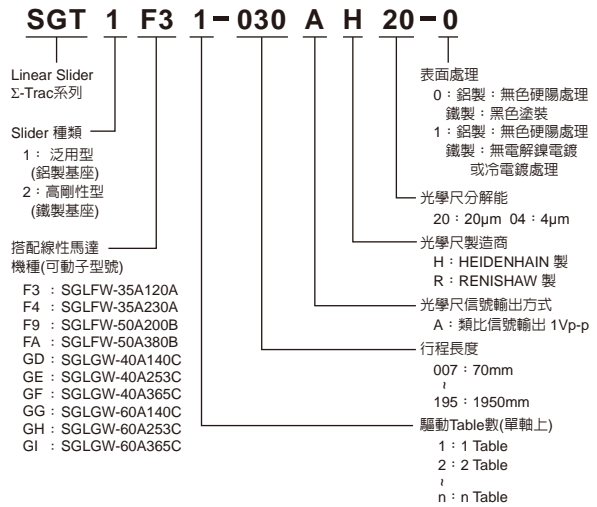 SGT 1 F3 1-030 A H 20-0
Linear Slider
Σ-Trac系列
Slider 種類
1： 泛用型
(鋁製基座)
2：高剛性型
(鐵製基座)
搭配線性馬達
機種(可動子型號)
F3 : SGLFW-35A120A
F4 : SGLFW-35A230A
F9 : SGLFW-50A200B
FA : SGLFW-50A380B
GD : SGLGW-40A140C
GE : SGLGW-40A253C
GF : SGLGW-40A365C
GG : SGLGW-60A140C
GH : SGLGW-60A253C
GI : SGLGW-60A365C
表面處理
0：鋁製：無色硬陽處理
鐵製：黑色塗裝
1：鋁製：無色硬陽處理
鐵製：無電解鎳電鍍
或冷電鍍處理
光學尺分解能
20：20μm 04：4μm
光學尺製造商
H：HEIDENHAIN 製
R：RENISHAW 製
光學尺信號輸出方式
A：類比信號輸出 1Vp-p
行程長度
007：70mm
~
195：1950mm
驅動Table數(單軸上)
1：1 Table
2：2 Table
~
n：n Table